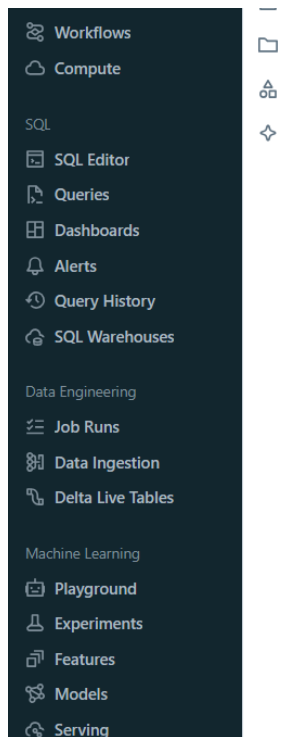 Workflows
Compute
SQL
SQL Editor
Queries
Dashboards
Alerts
Query History
SQL Warehouses
Data Engineering
Job Runs
Data Ingestion
Delta Live Tables
Machine Learning
Playground
Experiments
Features
Models
Serving